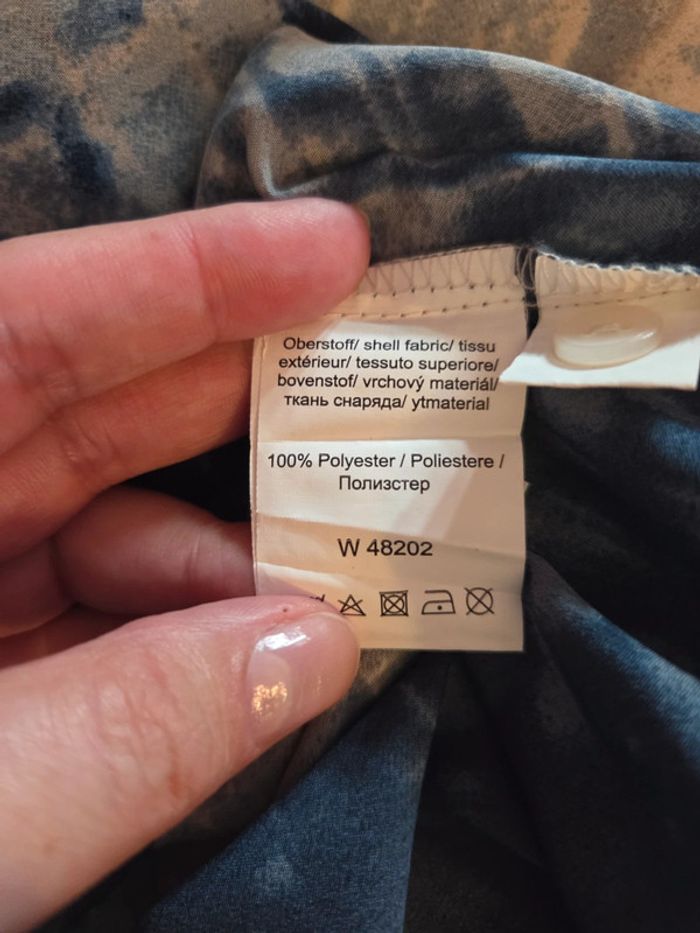 Oberstoff/ shell fabric/ tissu
extérieur/ tessuto superiore/
bovenstof/ vrchový materiál/
ткань снаряда/ ytmaterial
100% Polyester / Poliestere /
Полизстер
W 48202